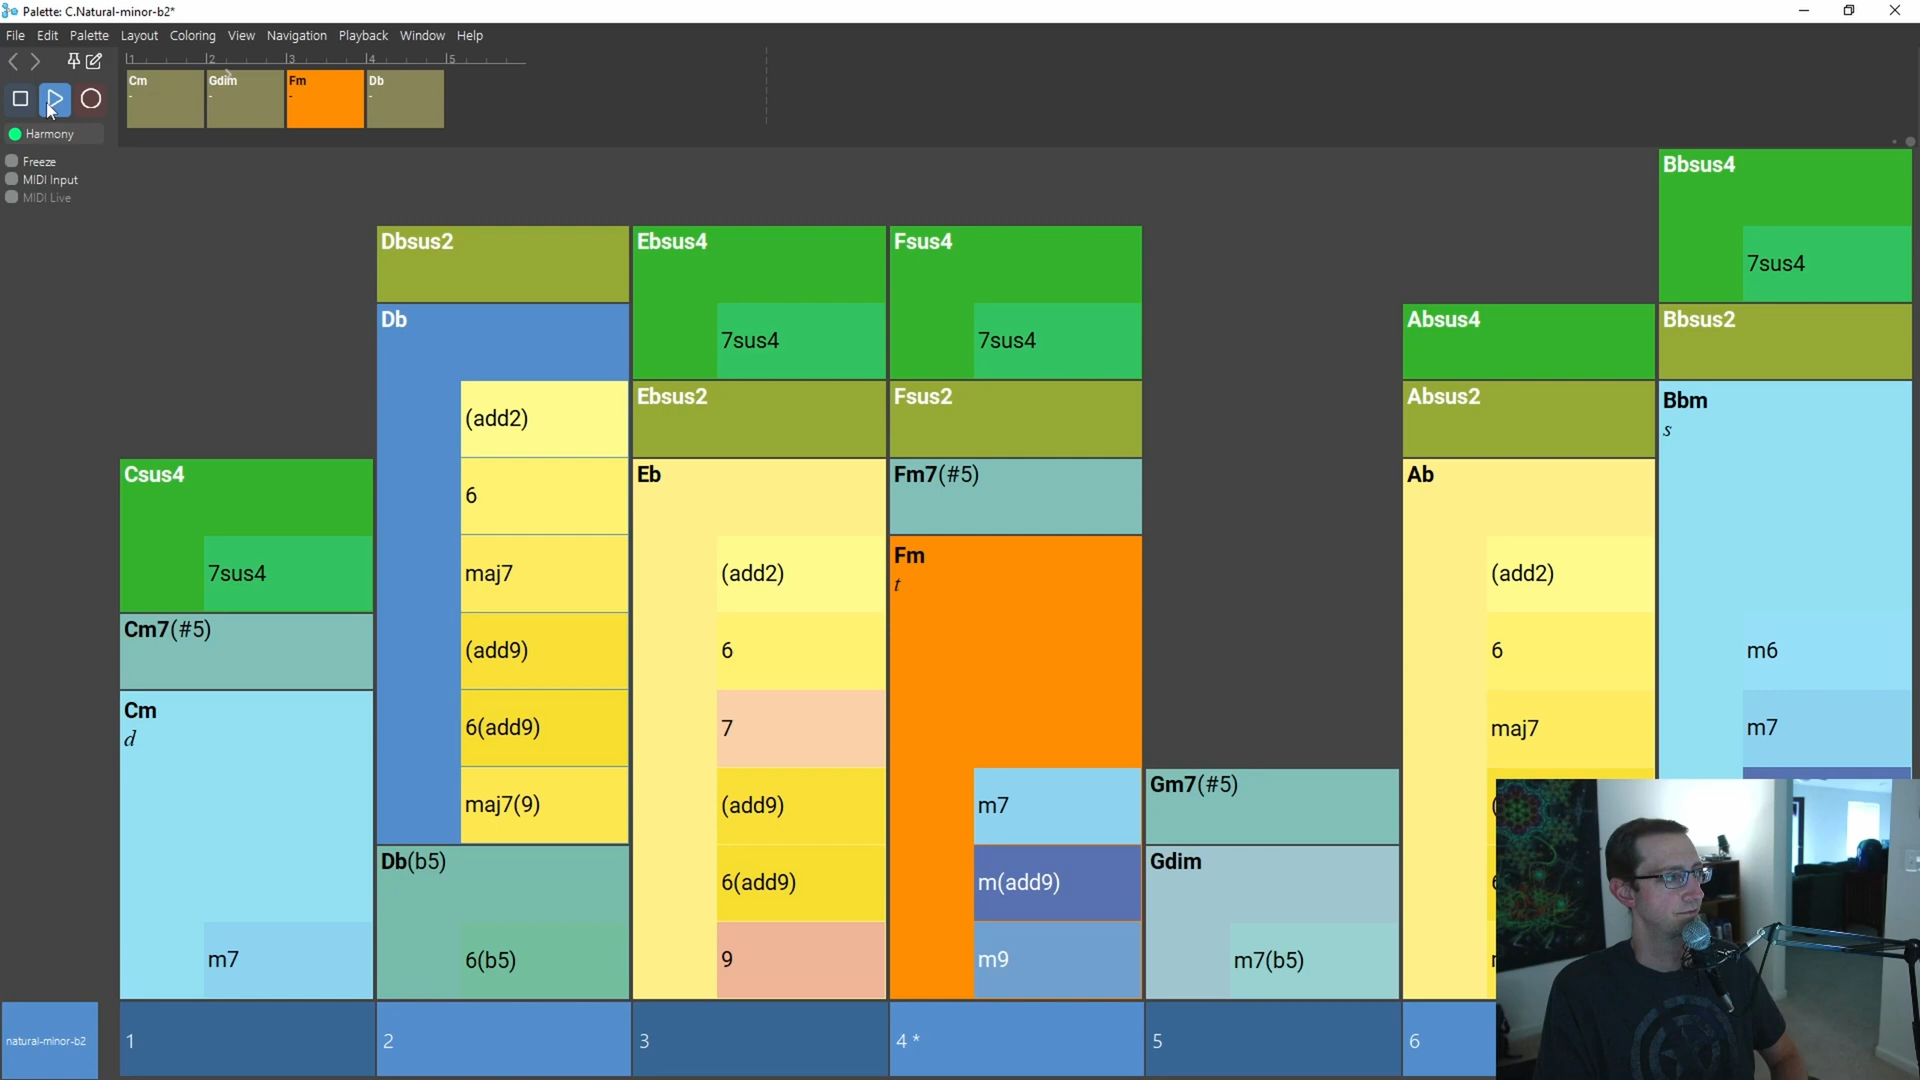 Palette: C.Natural-minor-b2*
File Edit Palette Layout Coloring View Navigation Playback Window Help
1 2 3 4 5
Cm Gdim Fm Db
- - - -
Harmony
Freeze
MIDI Input
MIDI Live
Csus4
7sus4
Cm7(#5)
Cm
d
m7
Dbsus2
Db
(add2)
6
maj7
(add9)
6(add9)
maj7(9)
Db(b5)
6(b5)
Ebsus4
7sus4
Ebsus2
Eb
(add2)
6
7
(add9)
6(add9)
9
Fsus4
7sus4
Fsus2
Fm7(#5)
Fm
t
m7
m(add9)
m9
Gm7(#5)
Gdim
m7(b5)
Absus4
Absus2
Ab
(add2)
6
maj7
Bbsus4
7sus4
Bbsus2
Bbm
s
m6
m7
natural-minor-b2
1 2 3 4 * 5 6